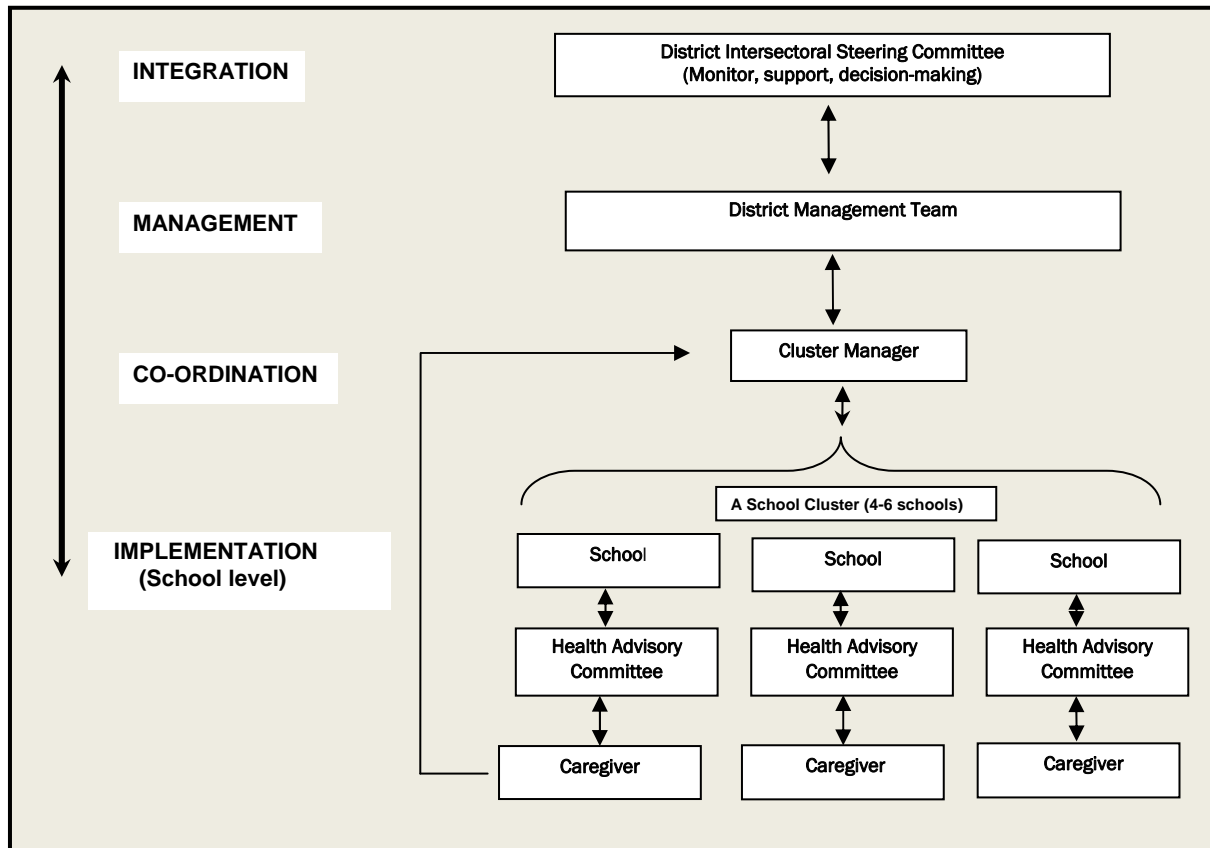 INTEGRATION
District Intersectoral Steering Committee
(Monitor, support, decision-making)
MANAGEMENT
District Management Team
CO-ORDINATION
Cluster Manager
A School Cluster (4-6 schools)
IMPLEMENTATION
(School level)
School
School
School
Health Advisory
Committee
Health Advisory
Committee
Health Advisory
Committee
Caregiver
Caregiver
Caregiver